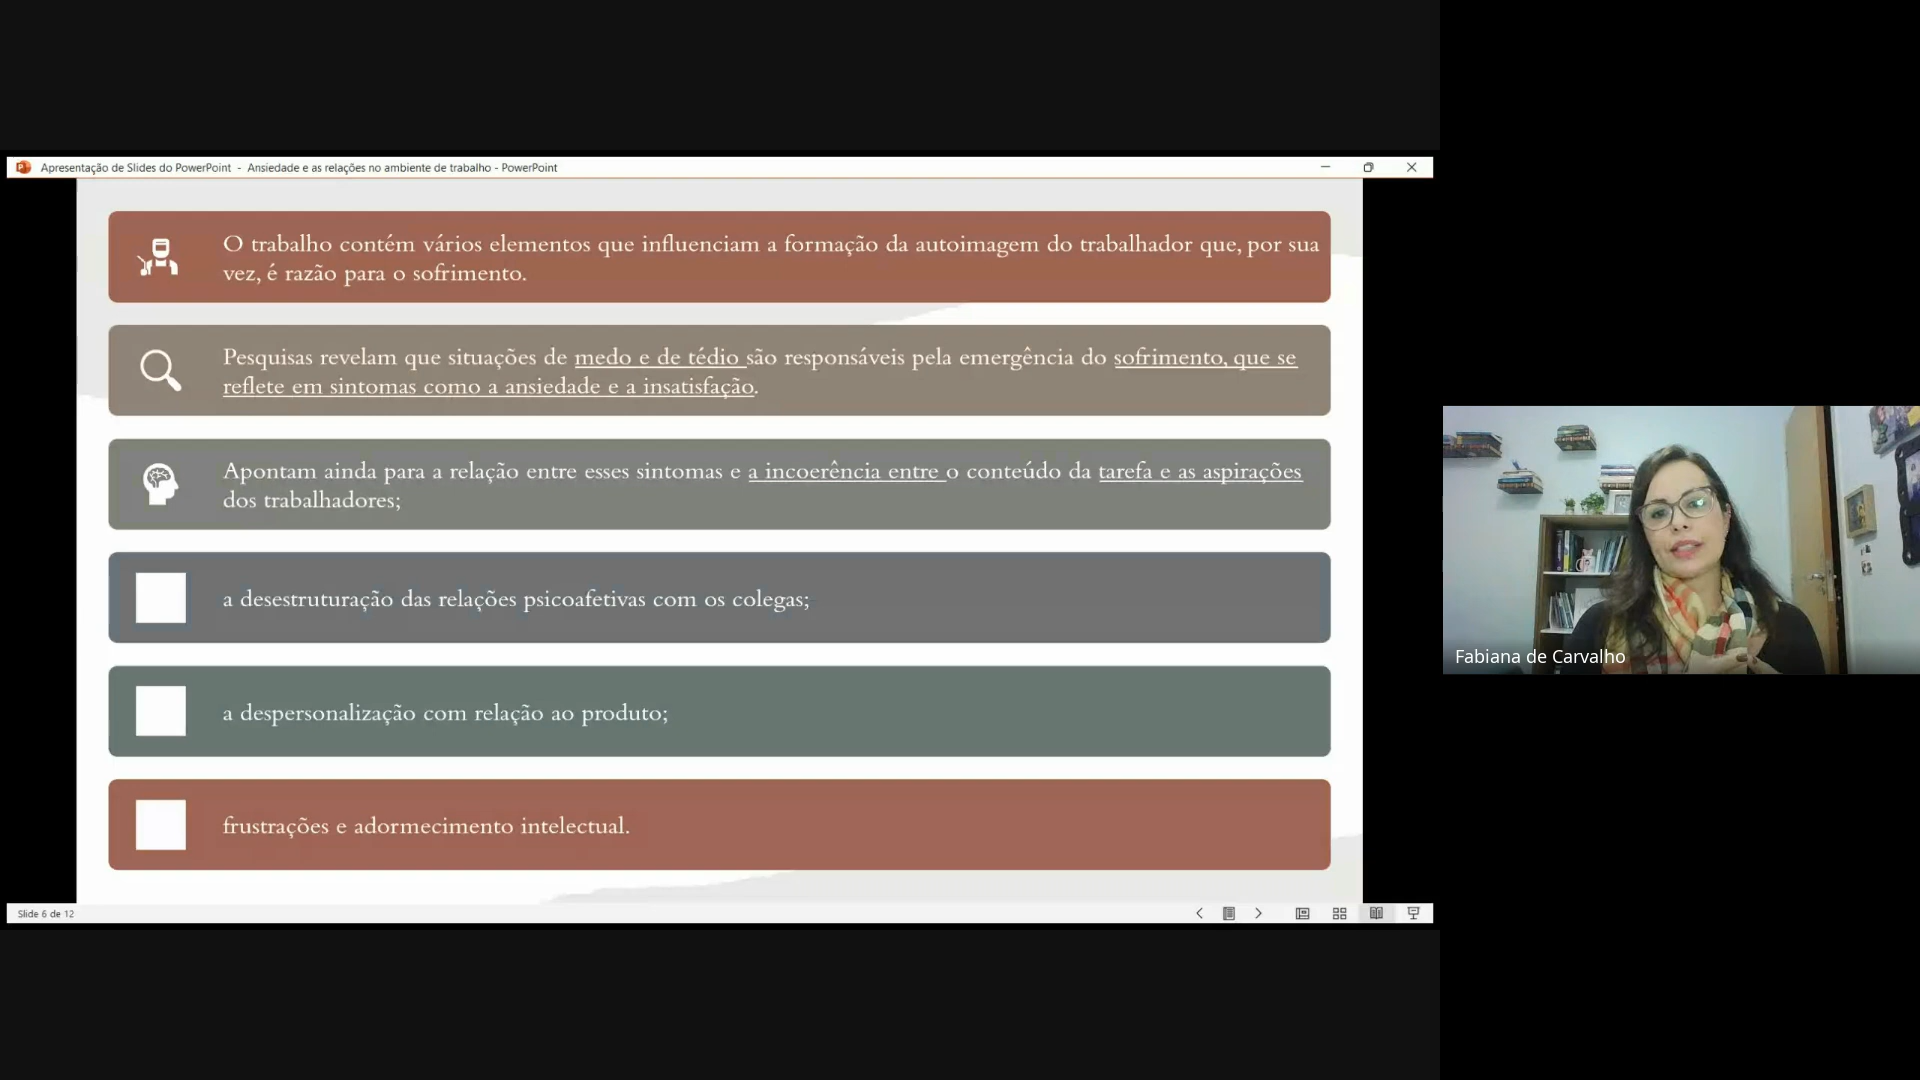 Apresentação de Slides do PowerPoint - Ansiedade e as relações no ambiente de trabalho - PowerPoint
O trabalho contém vários elementos que influenciam a formação da autoimagem do trabalhador que, por sua
vez, é razão para o sofrimento.
Pesquisas revelam que situações de medo e de tédio são responsáveis pela emergência do sofrimento, que se
reflete em sintomas como a ansiedade e a insatisfação.
Apontam ainda para a relação entre esses sintomas e a incoerência entre o conteúdo da tarefa e as aspirações
dos trabalhadores;
a desestruturação das relações psicoafetivas com os colegas;
a despersonalização com relação ao produto;
frustrações e adormecimento intelectual.
Slide 6 de 12
Fabiana de Carvalho